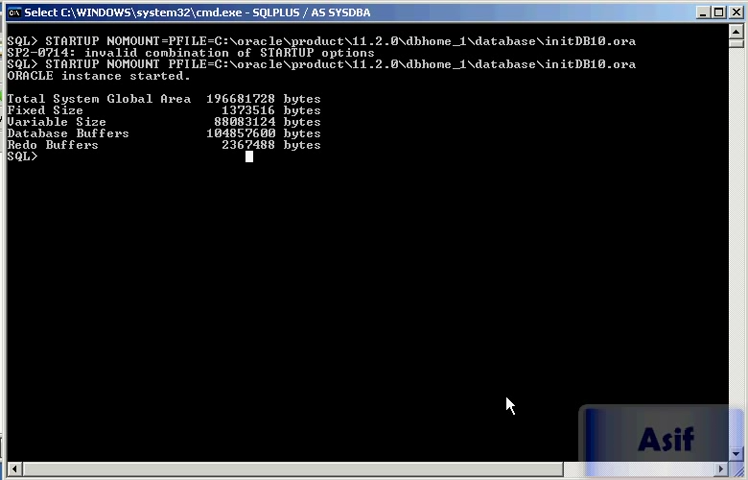 Select C:\WINDOWS\system32\cmd.exe - SQLPLUS / AS SYSDBA
SQL> STARTUP NOMOUNT=PFILE=C:\oracle\product\11.2.0\dbhome_1\database\initDB10.ora
SP2-0714: invalid combination of STARTUP options
SQL> STARTUP NOMOUNT PFILE=C:\oracle\product\11.2.0\dbhome_1\database\initDB10.ora
ORACLE instance started.
Total System Global Area 196681728 bytes
Fixed Size 1373516 bytes
Variable Size 88083124 bytes
Database Buffers 104857600 bytes
Redo Buffers 2367488 bytes
SQL>
Asif